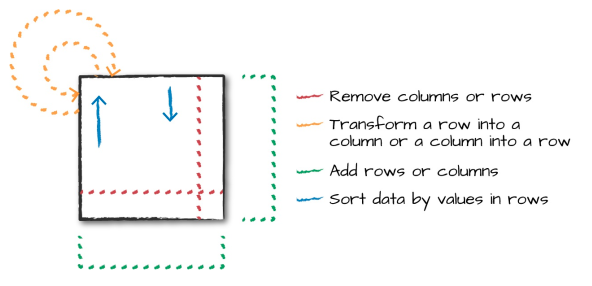 Remove columns or rows
Transform a row into a
column or a column into a row
Add rows or columns
Sort data by values in rows